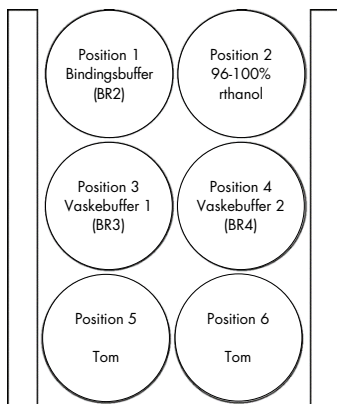 Position 1
Bindingsbuffer
(BR2)
Position 2
96-100%
rthanol
Position 3
Vaskebuffer 1
(BR3)
Position 4
Vaskebuffer 2
(BR4)
Position 5
Tom
Position 6
Tom